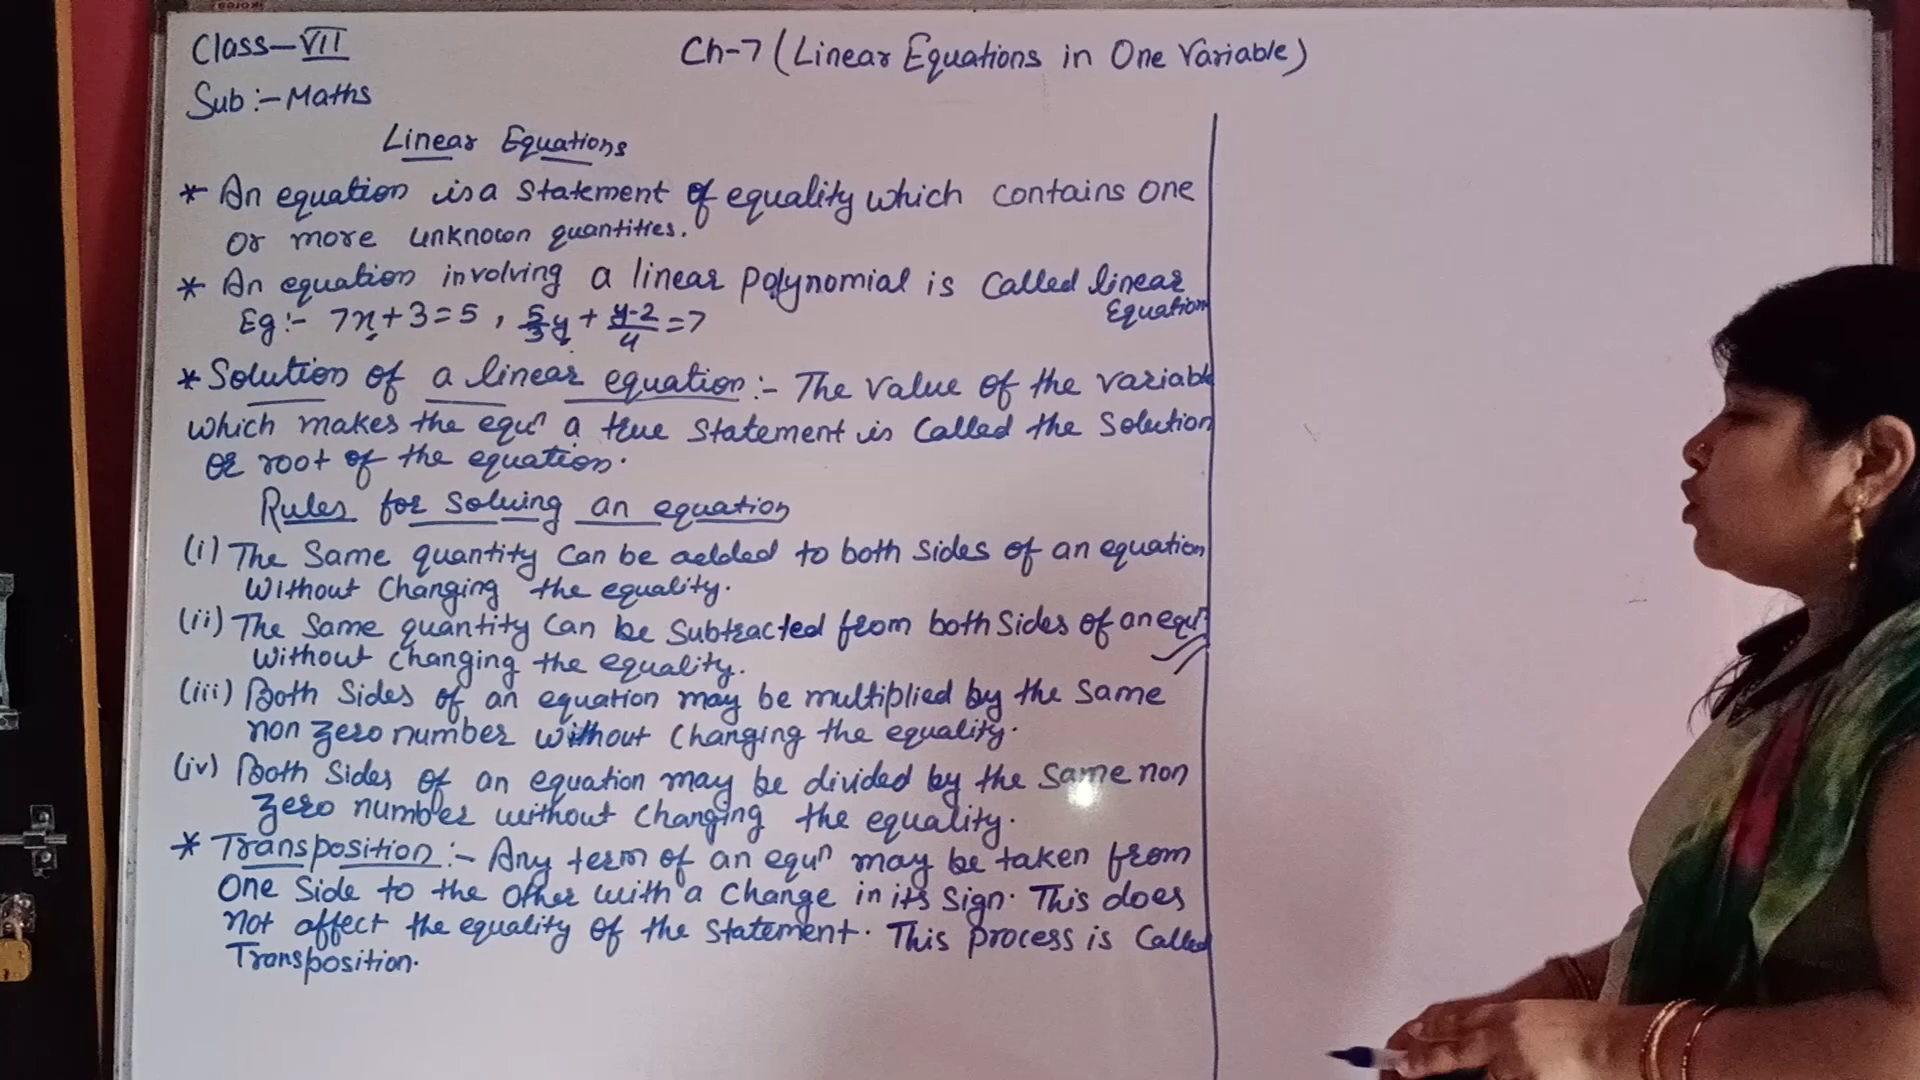 Class-VII
Ch-7 (Linear Equations in One Variable)
Sub:-Maths
Linear Equations
* An equation is a statement of equality which contains one
or more unknown quantities.
* An equation involving a linear polynomial is called linear
Equation
Eg:- 7x+3=5, 5/3y + y-2/4 =7
* Solution of a linear equation:- The value of the variable
which makes the equn a true statement is called the solution
or root of the equation.
Rules for solving an equation
(i) The same quantity can be added to both sides of an equation
without changing the equality.
(ii) The same quantity can be subtracted from both sides of an equn
without changing the equality.
(iii) Both sides of an equation may be multiplied by the same
non zero number without changing the equality.
(iv) Both sides of an equation may be divided by the same non
zero number without changing the equality.
* Transposition:- Any term of an equn may be taken from
one side to the other with a change in its sign. This does
not affect the equality of the statement. This process is called
Transposition.